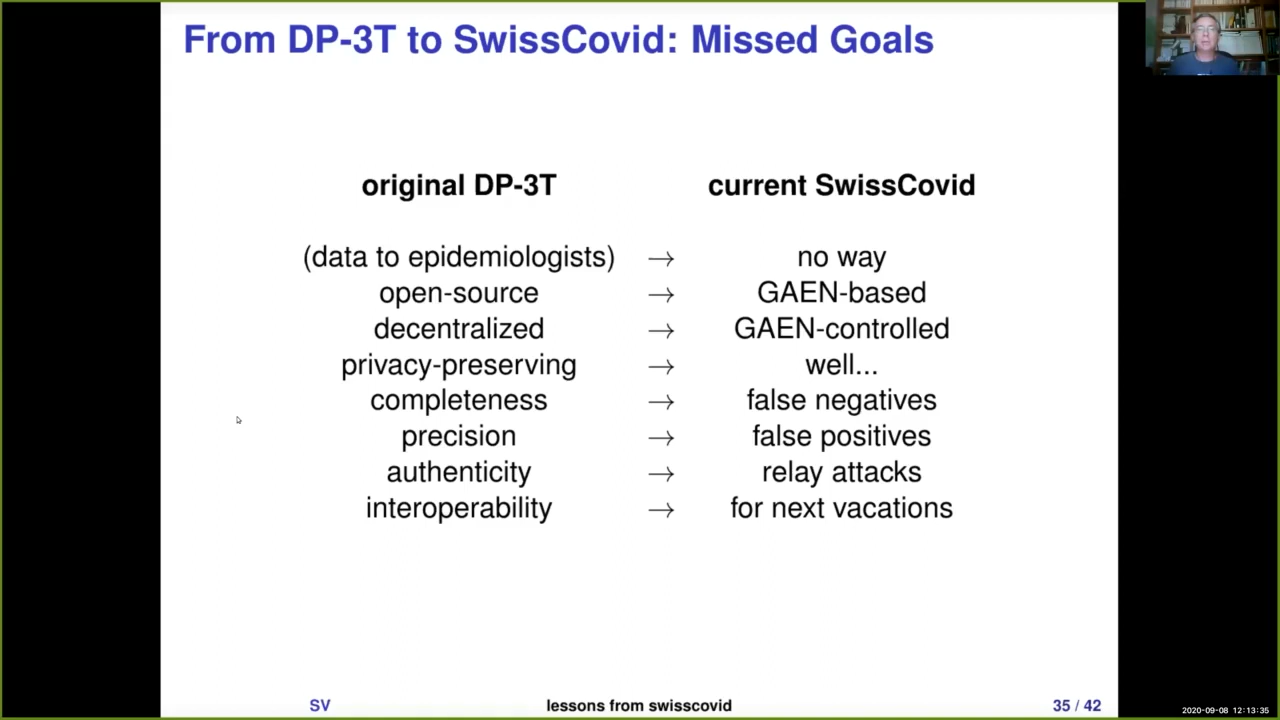 From DP-3T to SwissCovid: Missed Goals
original DP-3T current SwissCovid
(data to epidemiologists) → no way
open-source → GAEN-based
decentralized → GAEN-controlled
privacy-preserving → well...
completeness → false negatives
precision → false positives
authenticity → relay attacks
interoperability → for next vacations
SV lessons from swisscovid 35 / 42
2020-09-08 12:13:35